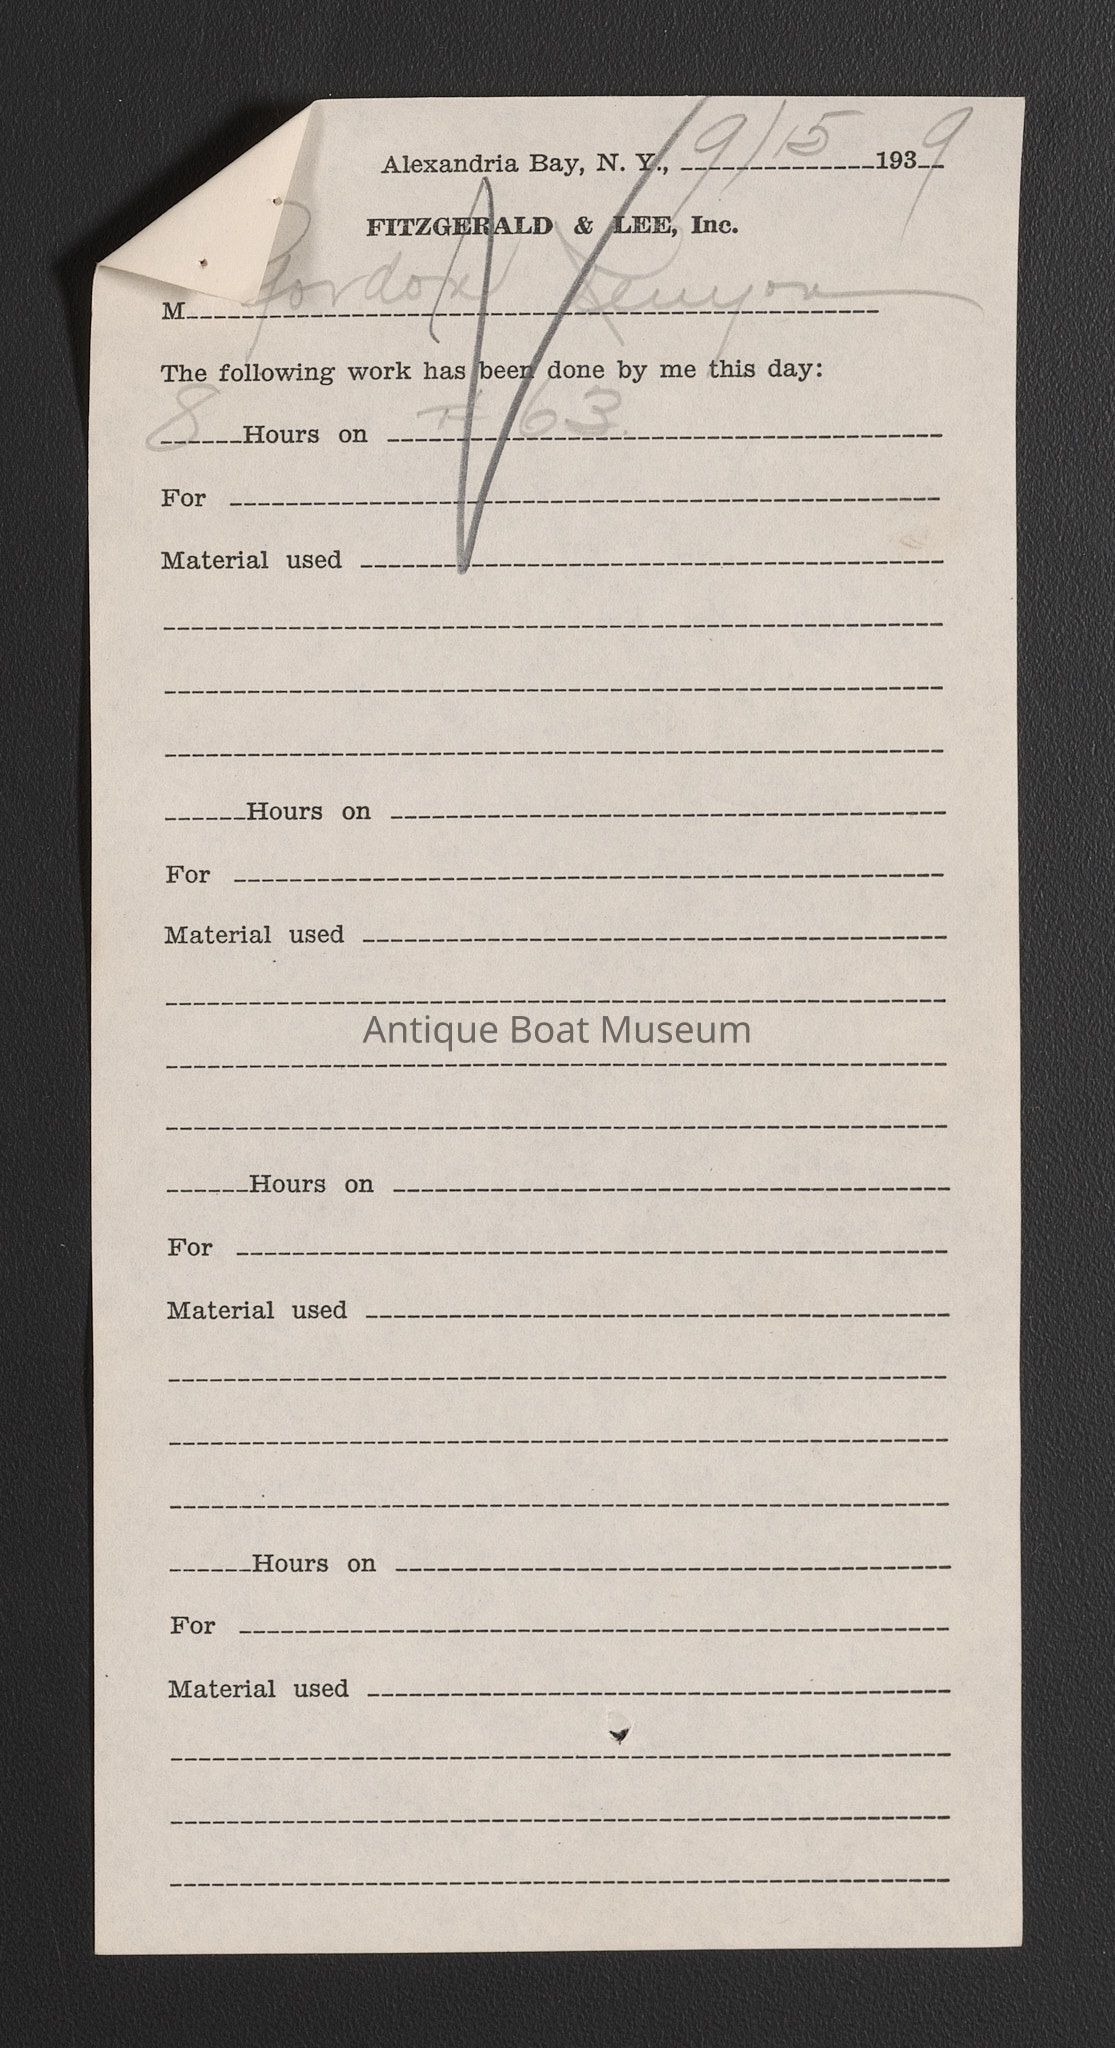 Alexandria Bay, N. Y., 9/15 1939
FITZGERALD & LEE, Inc.
M Gordon Kenyon
The following work has been done by me this day:
8 Hours on # 63.
For
Material used
Hours on
For
Material used
Antique Boat Museum
Hours on
For
Material used
Hours on
For
Material used